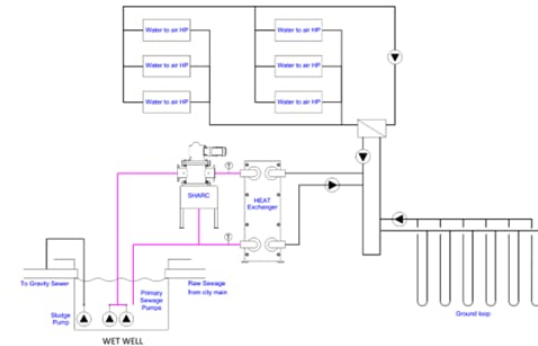 Water to air HP
Water to air HP
Water to air HP
Water to air HP
Water to air HP
Water to air HP
SHARC
HEAT
Exchanger
To Gravity Sewer
Sludge
Pump
Primary
Sewage
Pumps
Raw Sewage
from city main
Ground loop
WET WELL